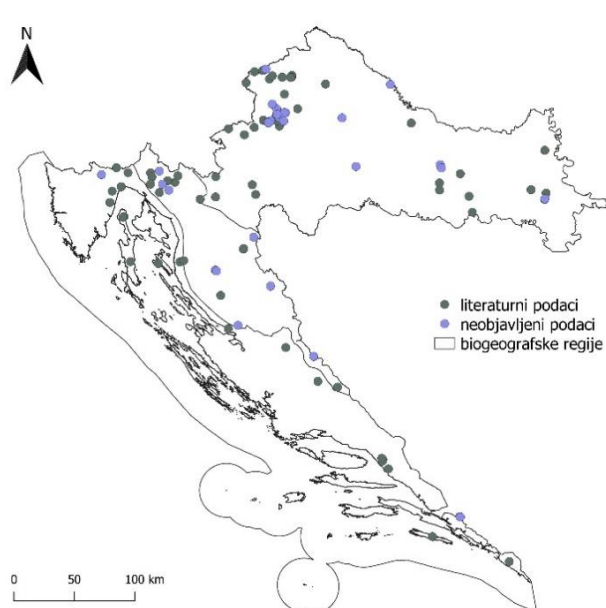 N
literaturni podaci
neobjavljeni podaci
biogeografske regije
0 50 100 km